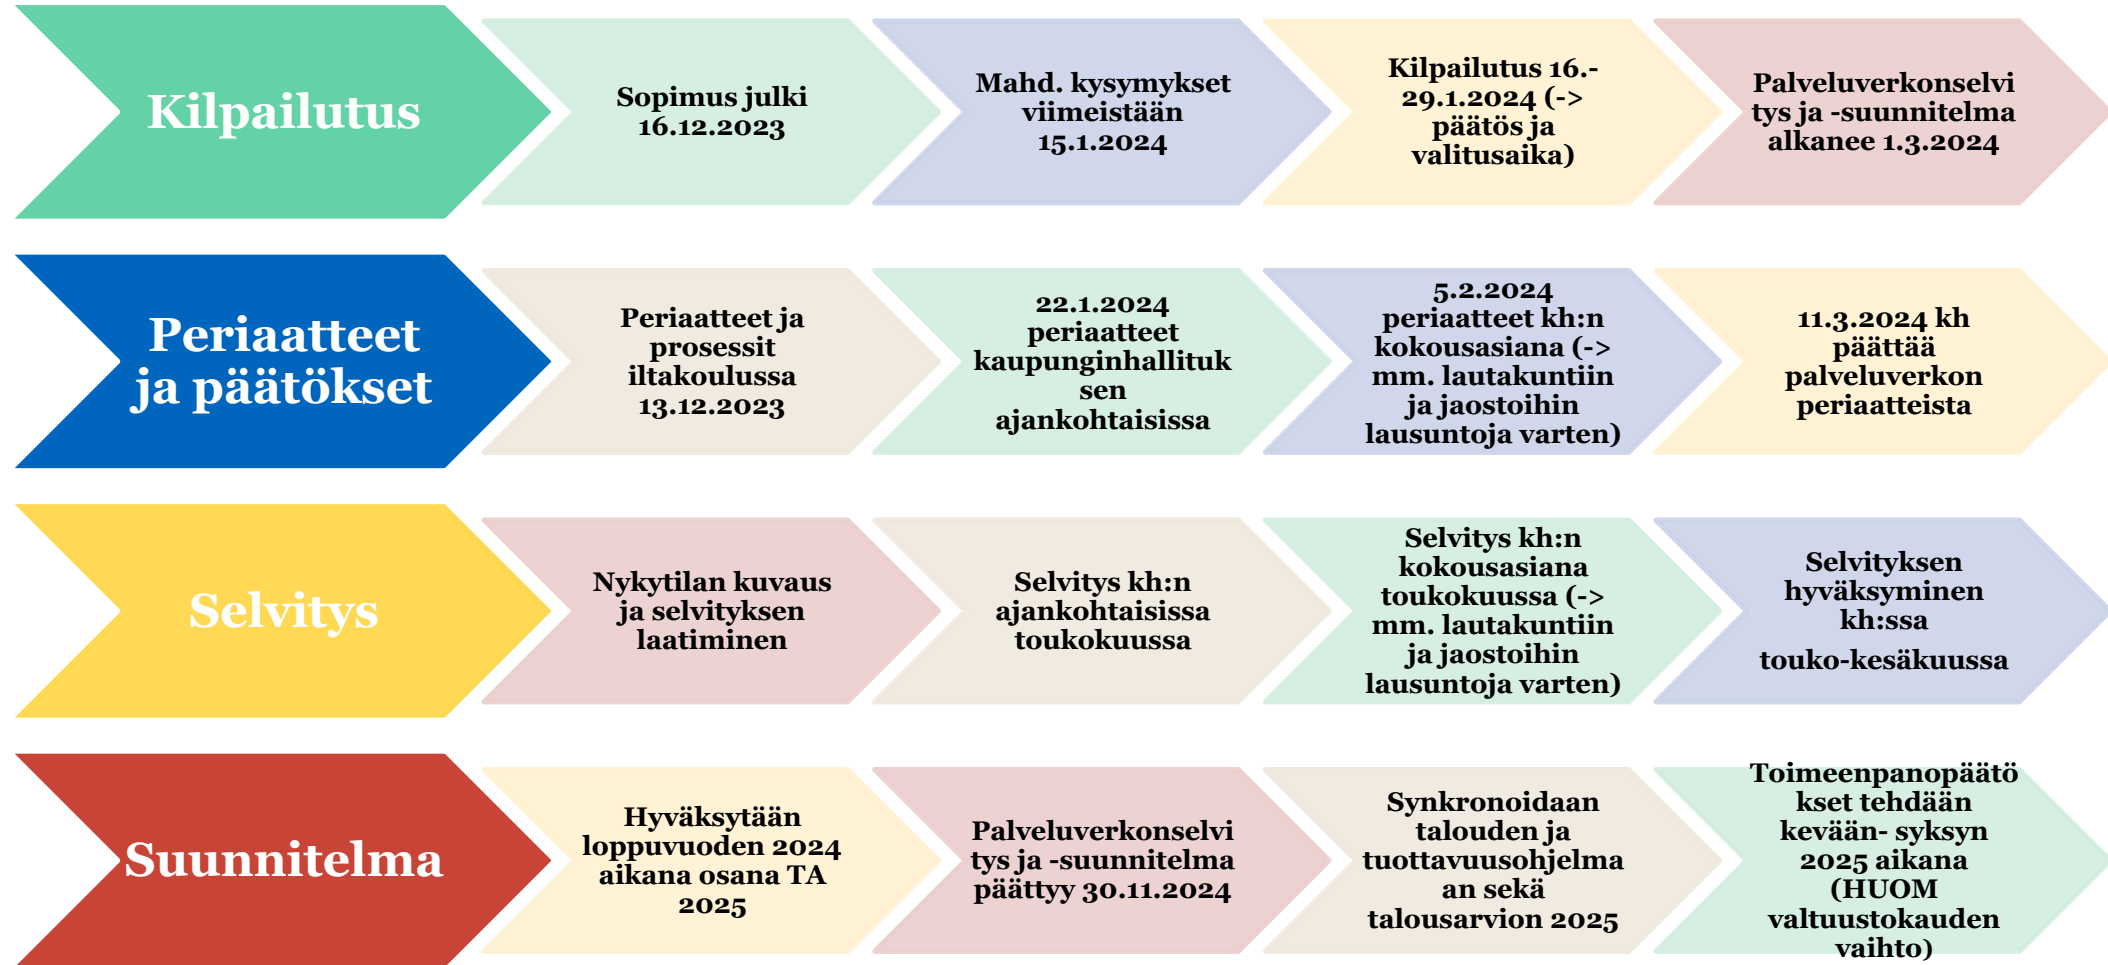 Kilpailutus
Sopimus julki
16.12.2023
Mahd. kysymykset
viimeistään
15.1.2024
Kilpailutus 16.-
29.1.2024 (->
päätös ja
valitusaika)
Palveluverkonselvi
tys ja -suunnitelma
alkanee 1.3.2024
Periaatteet
ja päätökset
Periaatteet ja
prosessit
iltakoulussa
13.12.2023
22.1.2024
periaatteet
kaupunginhallituk
sen
ajankohtaisissa
5.2.2024
periaatteet kh:n
kokousasiana (->
mm. lautakuntiin
ja jaostoihin
lausuntoja varten)
11.3.2024 kh
päättää
palveluverkon
periaatteista
Selvitys
Nykytilan kuvaus
ja selvityksen
laatiminen
Selvitys kh:n
ajankohtaisissa
toukokuussa
Selvitys kh:n
kokousasiana
toukokuussa (->
mm. lautakuntiin
ja jaostoihin
lausuntoja varten)
Selvityksen
hyväksyminen
kh:ssa
touko-kesäkuussa
Suunnitelma
Hyväksytään
loppuvuoden 2024
aikana osana TA
2025
Palveluverkonselvi
tys ja -suunnitelma
päättyy 30.11.2024
Synkronoidaan
talouden ja
tuottavuusohjelma
an sekä
talousarvion 2025
Toimeenpanopäätö
kset tehdään
kevään- syksyn
2025 aikana
(HUOM
valtuustokauden
vaihto)